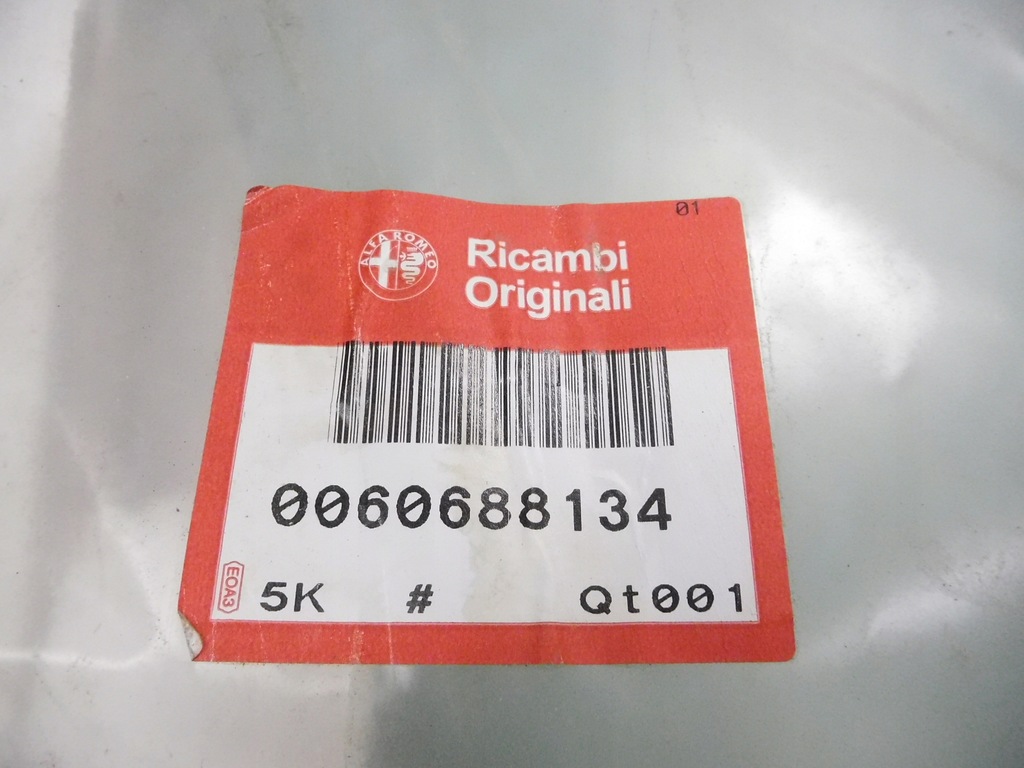 01
ALFA ROMEO
Ricambi
Originali
0060688134
EOA3
5K # Qt001